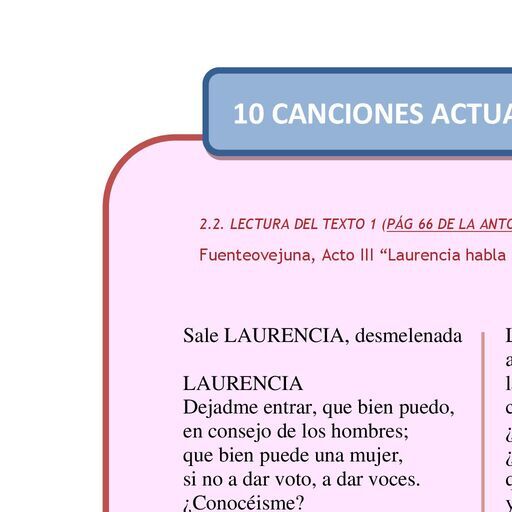 10 CANCIONES ACTUA
2.2. LECTURA DEL TEXTO 1 (PÁG 66 DE LA ANTO
Fuenteovejuna, Acto III “Laurencia habla
Sale LAURENCIA, desmelenada
LAURENCIA
Dejadme entrar, que bien puedo,
en consejo de los hombres;
que bien puede una mujer,
si no a dar voto, a dar voces.
¿Conocéisme?